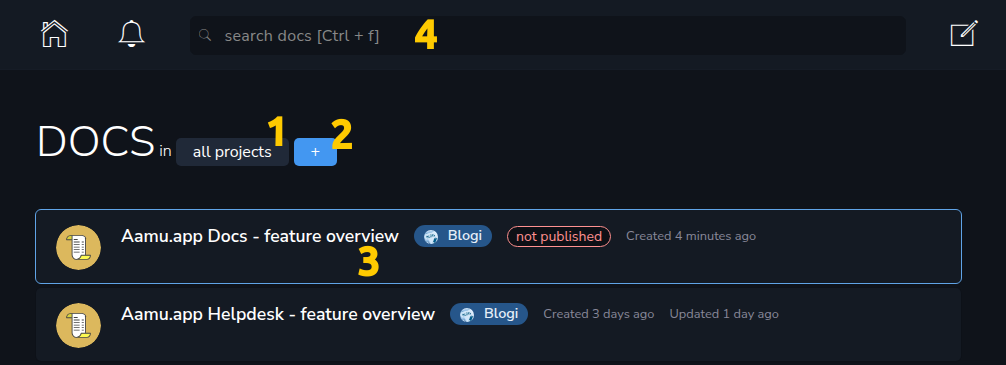 search docs [Ctrl + f] 4
1 2
DOCS in all projects +
Aamu.app Docs - feature overview Blogi not published Created 4 minutes ago
3
Aamu.app Helpdesk - feature overview Blogi Created 3 days ago Updated 1 day ago